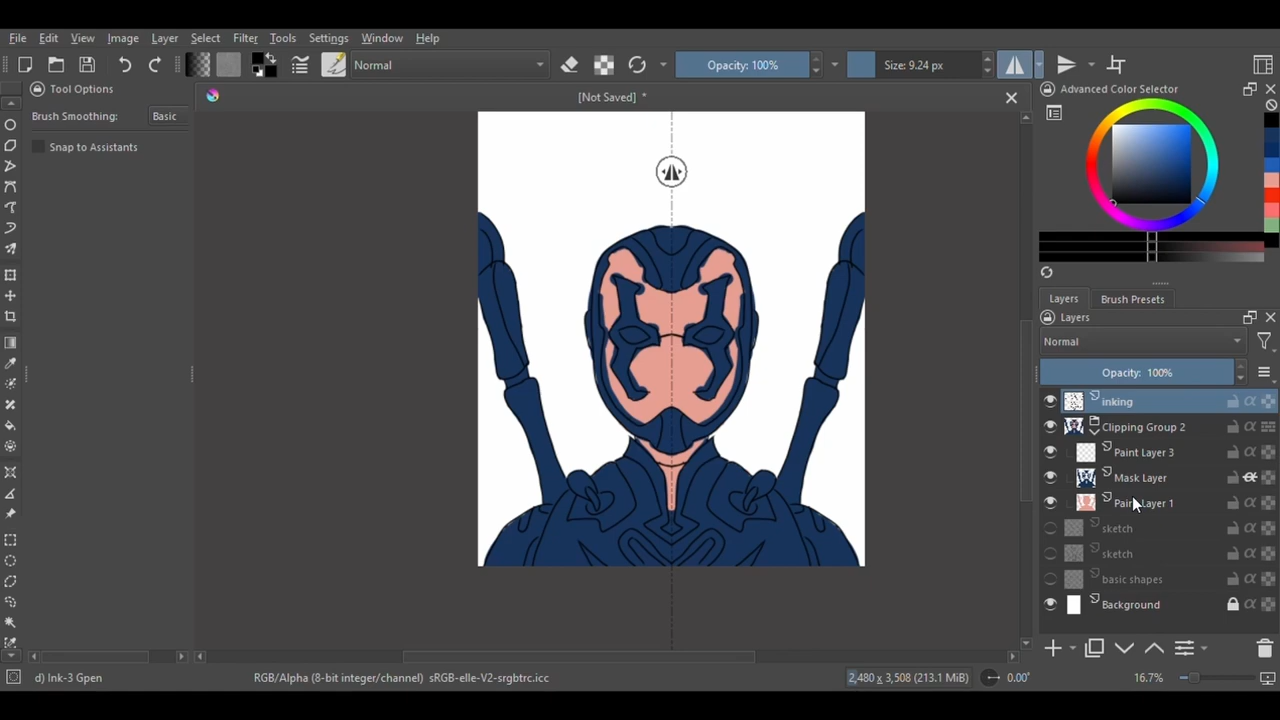 File Edit View Image Layer Select Filter Tools Settings Window Help
Normal Opacity: 100% Size: 9.24 px
Tool Options [Not Saved] * Advanced Color Selector
Brush Smoothing: Basic
Snap to Assistants
Layers Brush Presets
Layers
Normal
Opacity: 100%
inking
Clipping Group 2
Paint Layer 3
Mask Layer
Paint Layer 1
sketch
sketch
basic shapes
Background
d) Ink-3 Gpen RGB/Alpha (8-bit integer/channel) sRGB-elle-V2-srgbtrc.icc 2,480 x 3,508 (213.1 MiB) 0.00° 16.7%